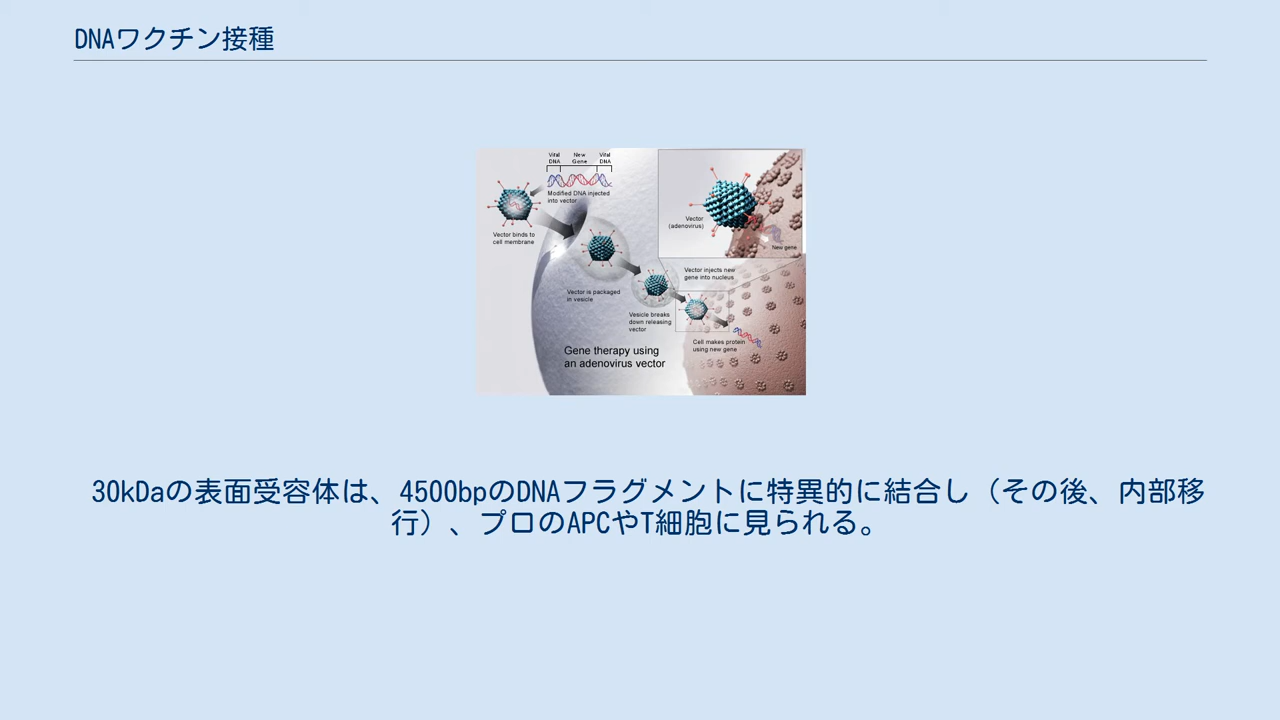 DNAワクチン接種
Vital New Vital
DNA Gene DNA
Modified DNA injected
into vector
Vector binds to
cell membrane
Vector is packaged
in vesicle
Vesicle breaks
down releasing
vector
Vector
(adenovirus)
New gene
Vector injects new
gene into nucleus
Cell makes protein
using new gene
Gene therapy using
an adenovirus vector
30kDaの表面受容体は、4500bpのDNAフラグメントに特異的に結合し（その後、内部移
行）、プロのAPCやT細胞に見られる。